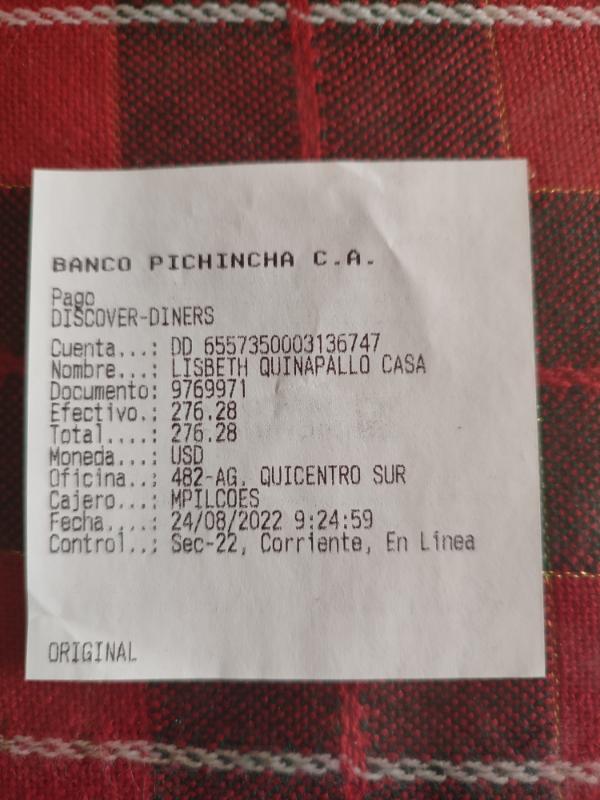 BANCO PICHINCHA C.A.
Pago
DISCOVER-DINERS
Cuenta...: DD 6557350003136747
Nombre...: LISBETH QUINAPALLO CASA
Documento: 9769971
Efectivo.: 276.28
Total....: 276.28
Moneda...: USD
Oficina..: 482-AG. QUICENTRO SUR
Cajero...: MPILCOES
Fecha....: 24/08/2022 9:24:59
Control..: Sec-22, Corriente, En Línea
ORIGINAL